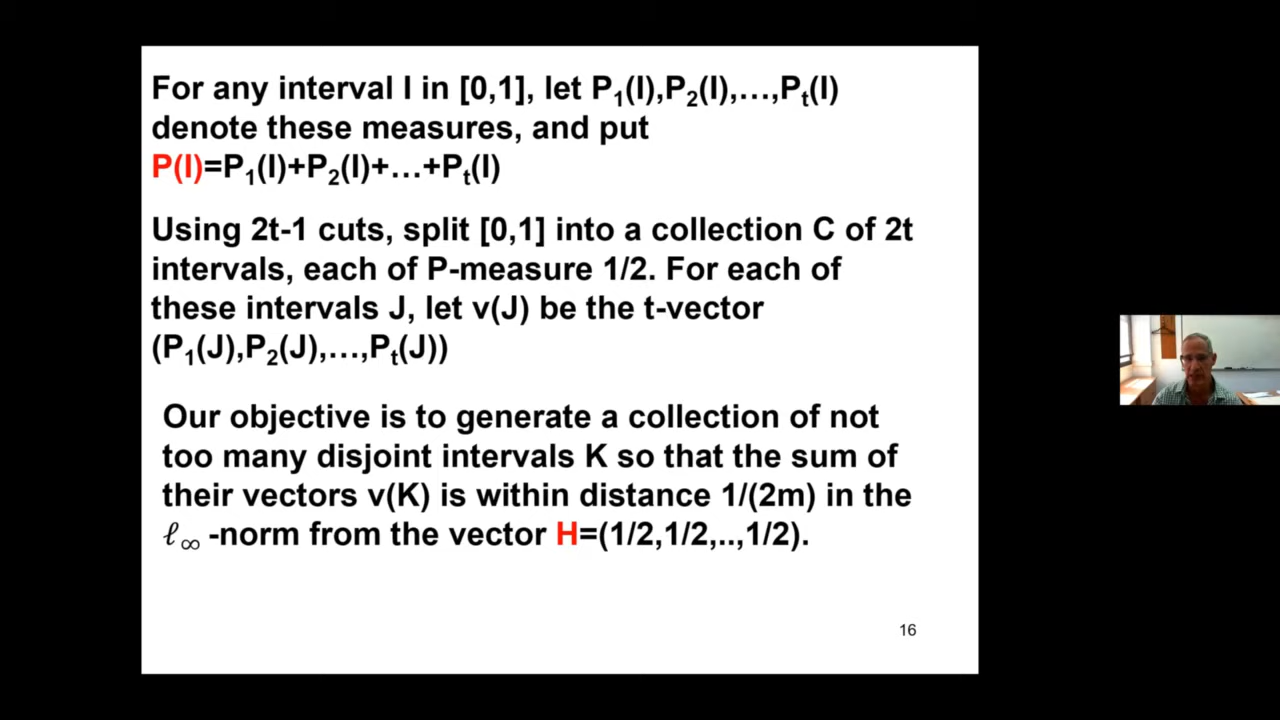 For any interval I in [0,1], let P₁(I),P₂(I),…,Pₜ(I)
denote these measures, and put
P(I)=P₁(I)+P₂(I)+…+Pₜ(I)
Using 2t-1 cuts, split [0,1] into a collection C of 2t
intervals, each of P-measure 1/2. For each of
these intervals J, let v(J) be the t-vector
(P₁(J),P₂(J),…,Pₜ(J))
Our objective is to generate a collection of not
too many disjoint intervals K so that the sum of
their vectors v(K) is within distance 1/(2m) in the
ℓ∞ -norm from the vector H=(1/2,1/2,..,1/2).
16